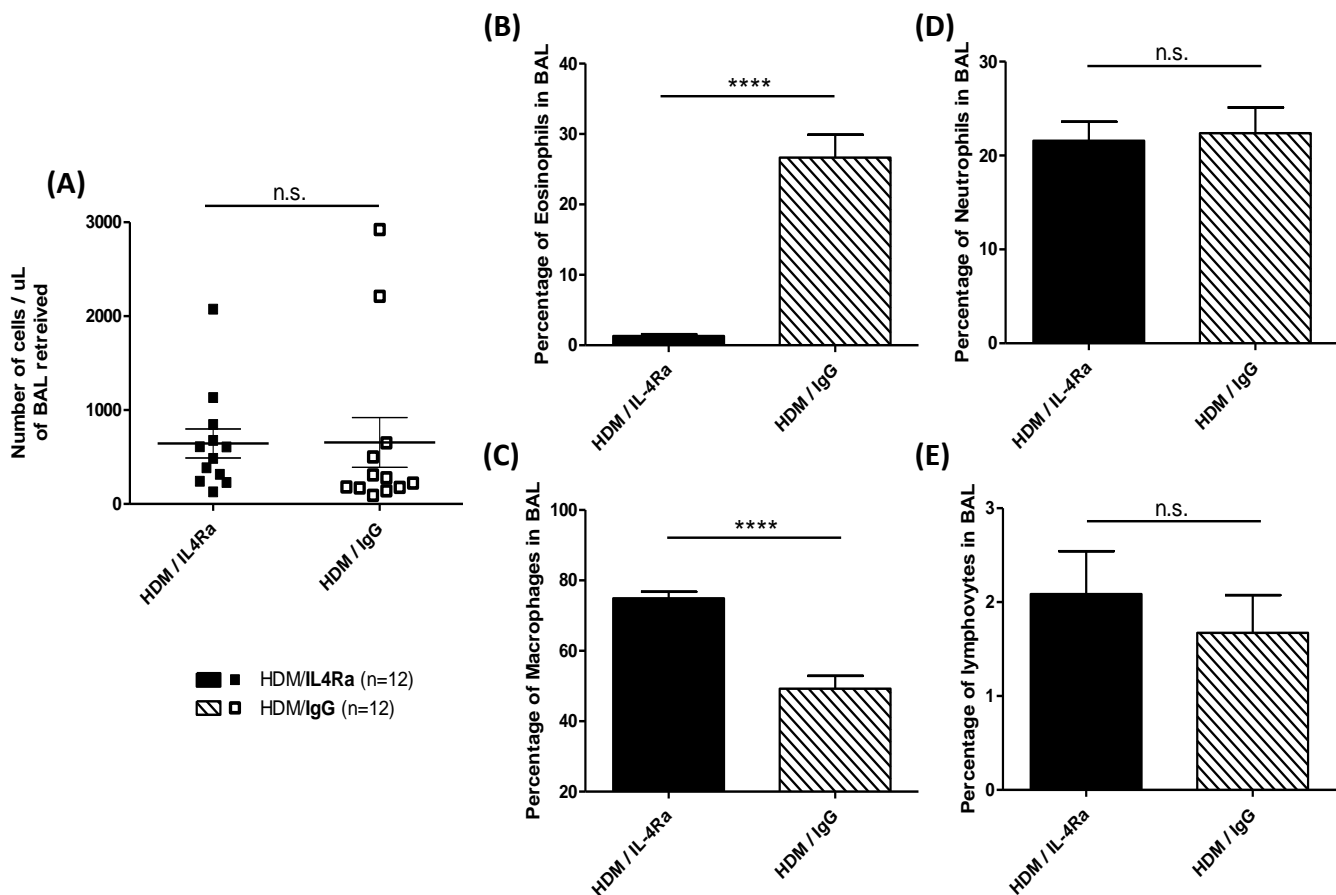 (A)
n.s.
Number of cells / uL
of BAL retreived
3000
2000
1000
0
HDM / IL4Ra
HDM / IgG
HDM/IL4Ra (n=12)
HDM/IgG (n=12)
(B)
****
Percentage of Eosinophils in BAL
40
30
20
10
0
HDM / IL-4Ra
HDM / IgG
(C)
****
Percentage of Macrophages in BAL
100
80
60
40
20
HDM / IL-4Ra
HDM / IgG
(D)
n.s.
Percentage of Neutrophils in BAL
30
20
10
0
HDM / IL-4Ra
HDM / IgG
(E)
n.s.
Percentage of lymphovytes in BAL
3
2
1
0
HDM / IL-4Ra
HDM / IgG